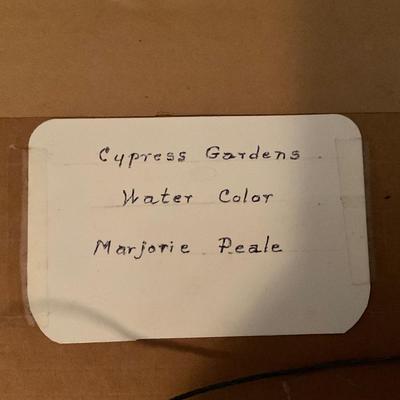 Cypress Gardens
Water Color
Marjorie Peale